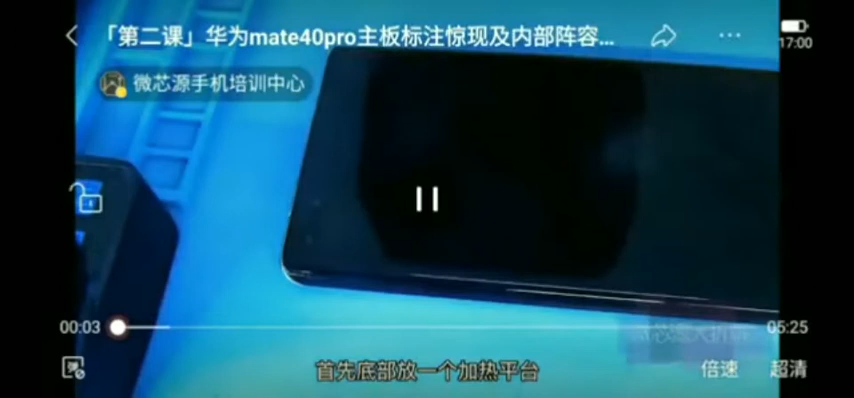 「第二课」华为mate40pro主板标注惊现及内部阵容...
17:00
微芯源手机培训中心
00:03
05:25
首先底部放一个加热平台
倍速
超清